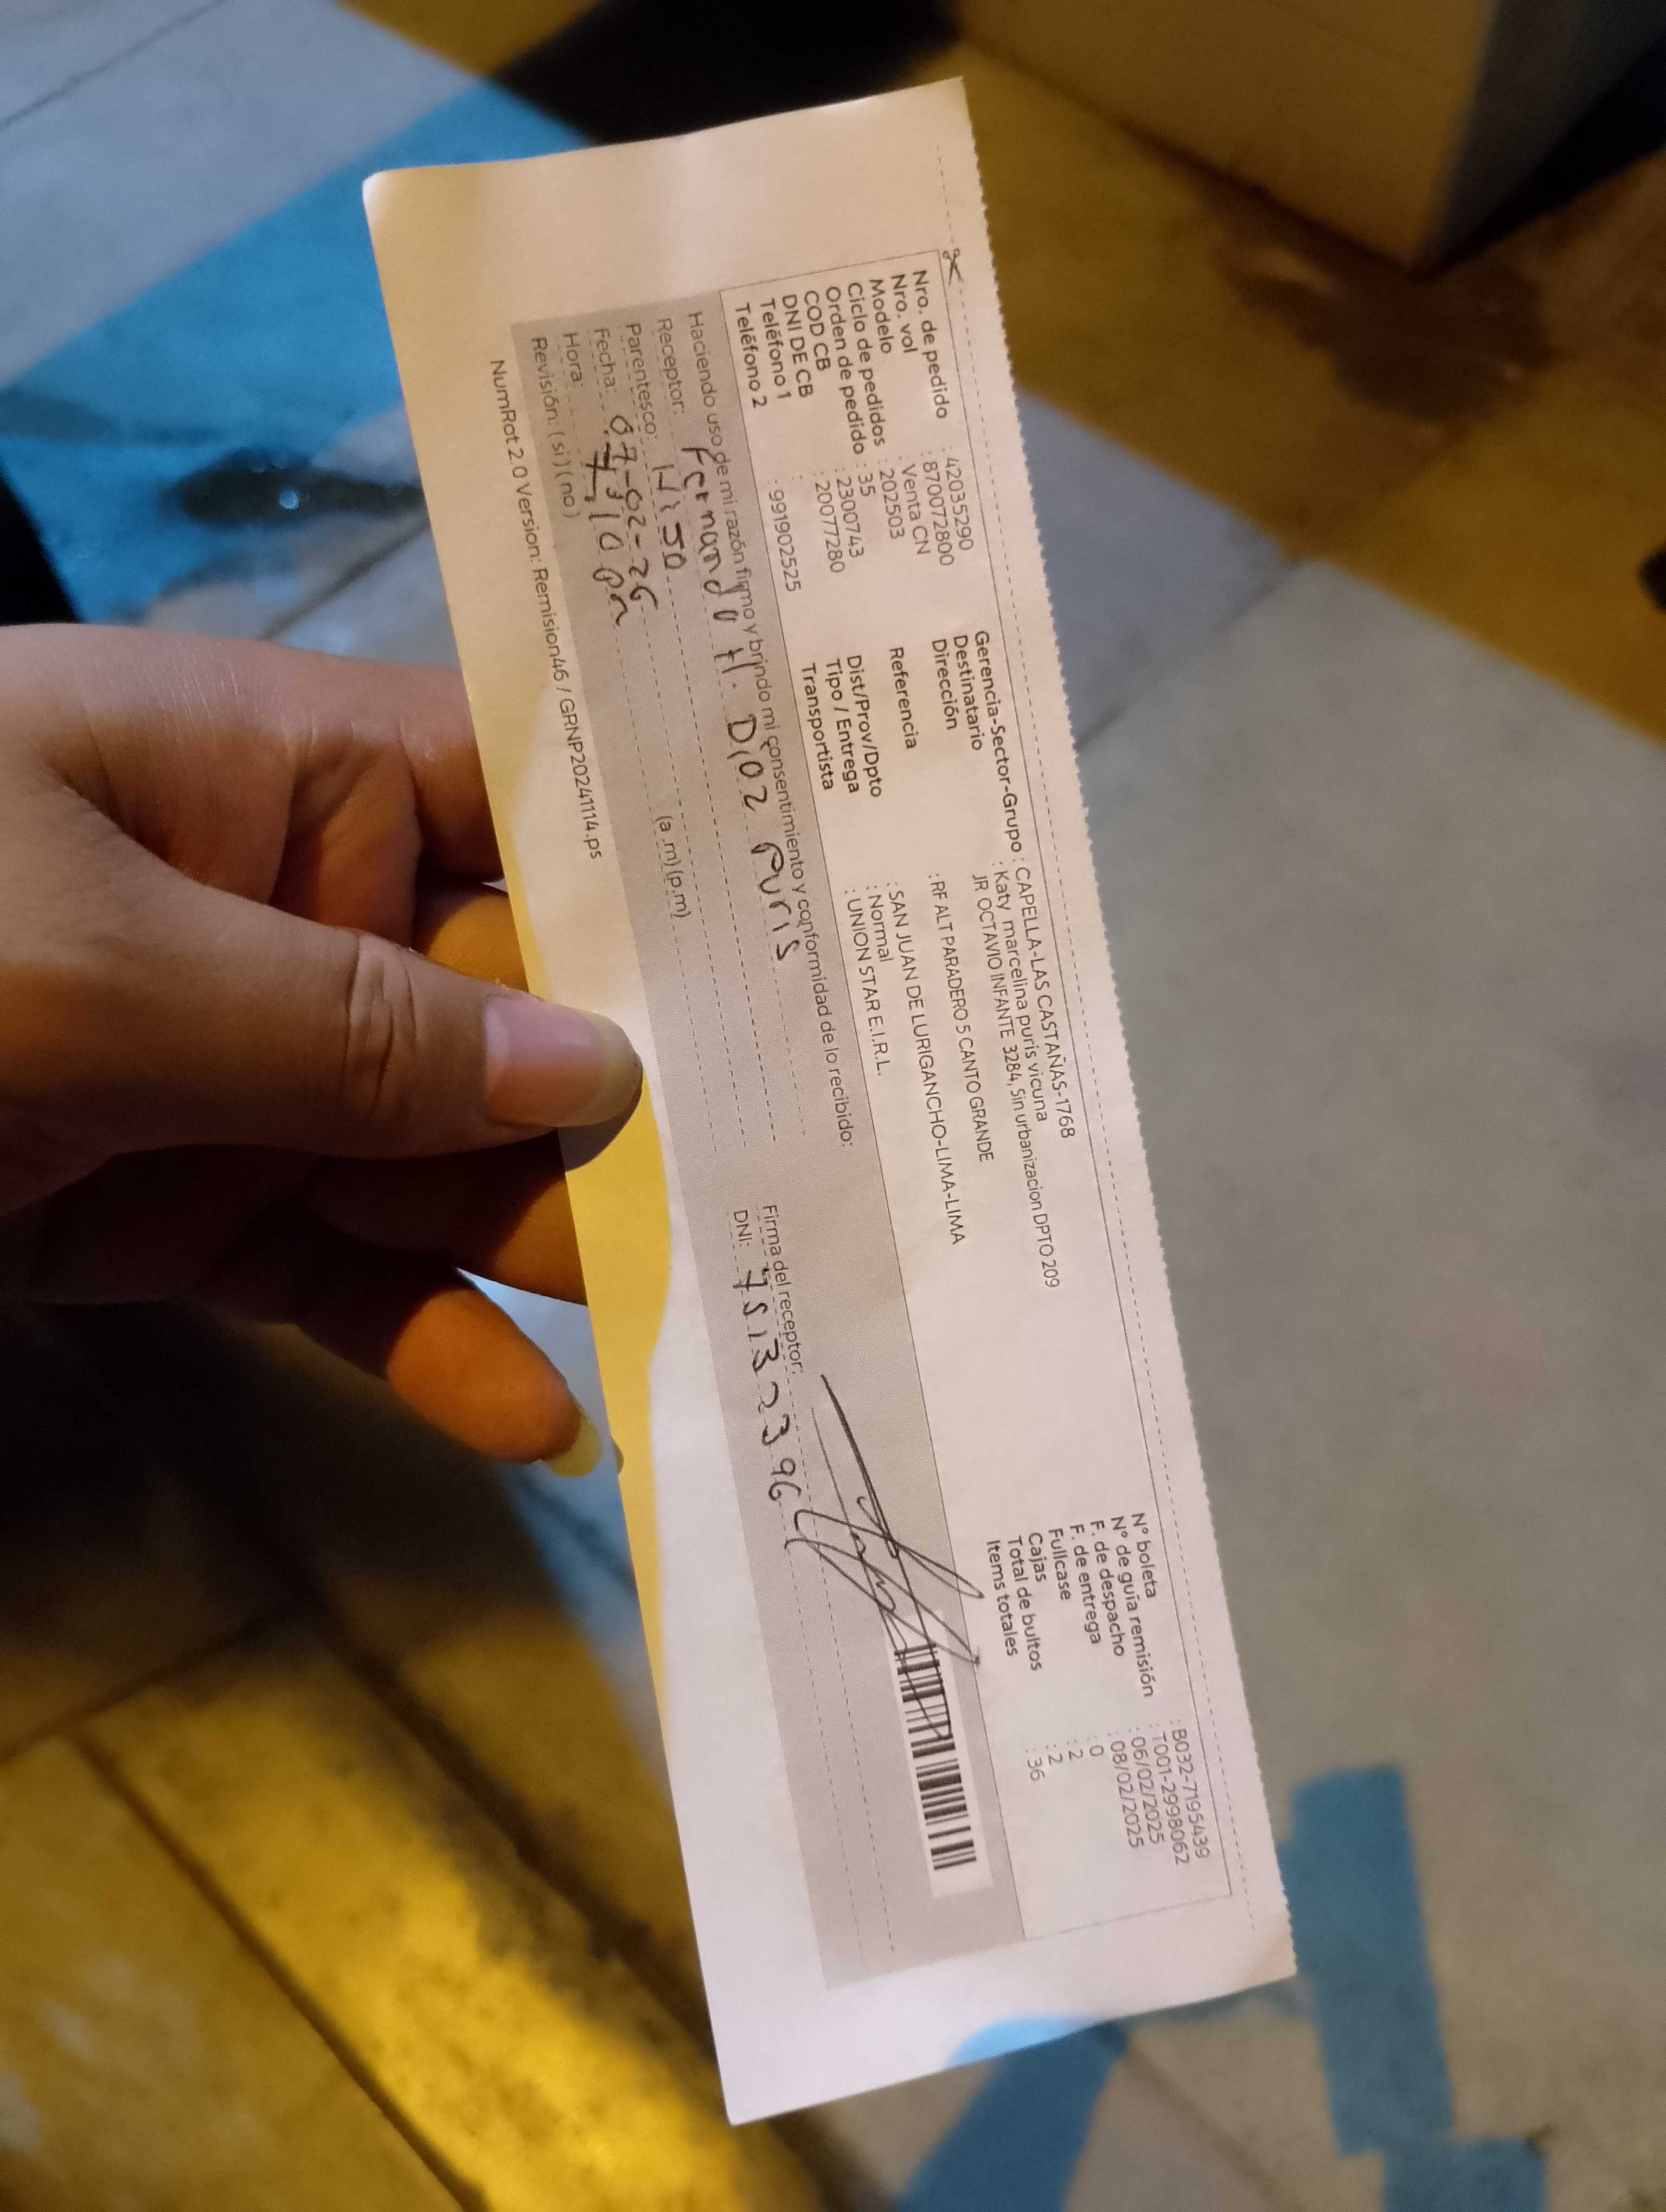 Nro. de pedido : 42035290
Nro. vol : 870072800
Modelo : Venta CN
Ciclo de pedidos : 202503
Orden de pedido : 35
COD CB : 2300743
DNI DE CB : 20077280
Teléfono 1 :
Teléfono 2 : 991902525
Gerencia-Sector-Grupo : CAPELLA-LAS CASTAÑAS-1768
Destinatario : Katy marcelina puris vicuna
Dirección JR OCTAVIO INFANTE 3284, Sin urbanizacion DPTO 209
Referencia : RF ALT PARADERO 5 CANTO GRANDE
Dist/Prov/Dpto : SAN JUAN DE LURIGANCHO-LIMA-LIMA
Tipo / Entrega : Normal
Transportista : UNION STAR E.I.R.L.
N° boleta : B032-7195439
N° de guía remisión : T001-2998062
F. de despacho : 06/02/2025
F. de entrega : 08/02/2025
Fullcase : 0
Cajas : 2
Total de bultos : 2
Items totales : 36
Haciendo uso de mi razón firmo y brindo mi consentimiento y conformidad de lo recibido:
Receptor: Fernando H. Diaz Puris
Parentesco: Hijo
Fecha: 07-02-26
Hora: 7:10 pm (a.m) (p.m)
Revisión: (si) (no)
Firma del receptor:
DNI: 75132396
NumRot 2.0 Version: Remision46 / GRNP20241114.ps